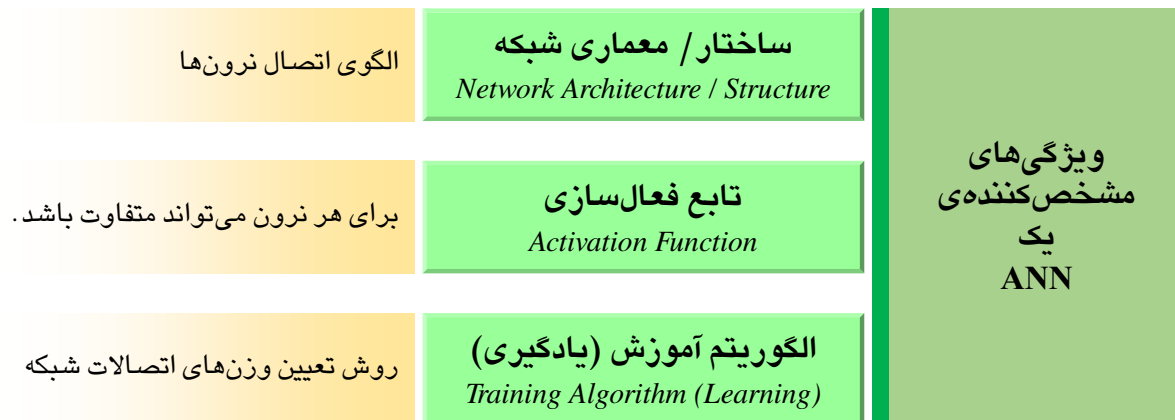 ویژگی‌های
مشخص‌کننده‌ی
یک
ANN
ساختار / معماری شبکه
Network Architecture / Structure
الگوی اتصال نرون‌ها
تابع فعال‌سازی
Activation Function
برای هر نرون می‌تواند متفاوت باشد.
الگوریتم آموزش (یادگیری)
Training Algorithm (Learning)
روش تعیین وزن‌های اتصالات شبکه